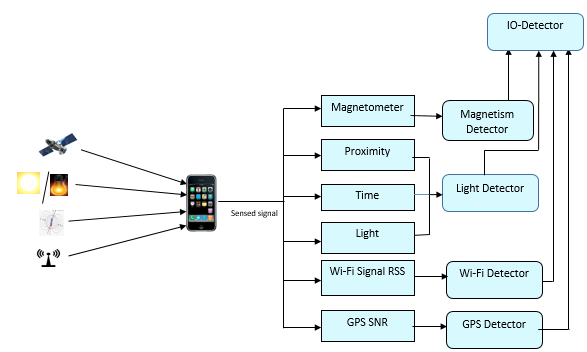 IO-Detector
Magnetometer
Magnetism
Detector
Proximity
Time
Light Detector
Sensed signal
Light
Wi-Fi Signal RSS
Wi-Fi Detector
GPS SNR
GPS Detector